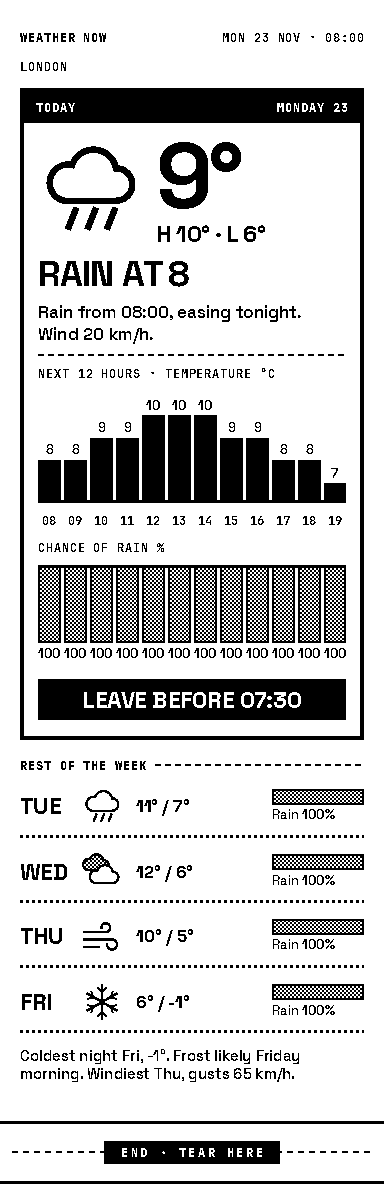 WEATHER NOW MON 23 NOV · 08:00
LONDON
TODAY MONDAY 23
9°
H 10° · L 6°
RAIN AT 8
Rain from 08:00, easing tonight.
Wind 20 km/h.
NEXT 12 HOURS · TEMPERATURE °C
8 8 9 9 10 10 10 9 9 8 8 7
08 09 10 11 12 13 14 15 16 17 18 19
CHANCE OF RAIN %
100 100 100 100 100 100 100 100 100 100 100 100
LEAVE BEFORE 07:30
REST OF THE WEEK
TUE 11° / 7° Rain 100%
WED 12° / 6° Rain 100%
THU 10° / 5° Rain 100%
FRI 6° / -1° Rain 100%
Coldest night Fri, -1°. Frost likely Friday
morning. Windiest Thu, gusts 65 km/h.
END · TEAR HERE